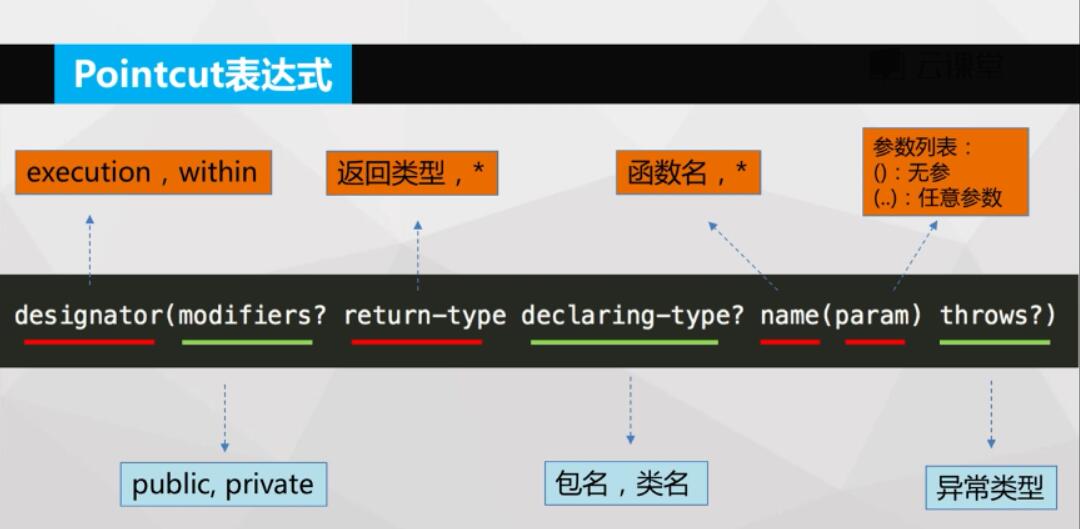 云课堂
Pointcut表达式
execution，within
返回类型，*
函数名，*
参数列表：
()：无参
(..)：任意参数
designator(modifiers? return-type declaring-type? name(param) throws?)
public, private
包名，类名
异常类型